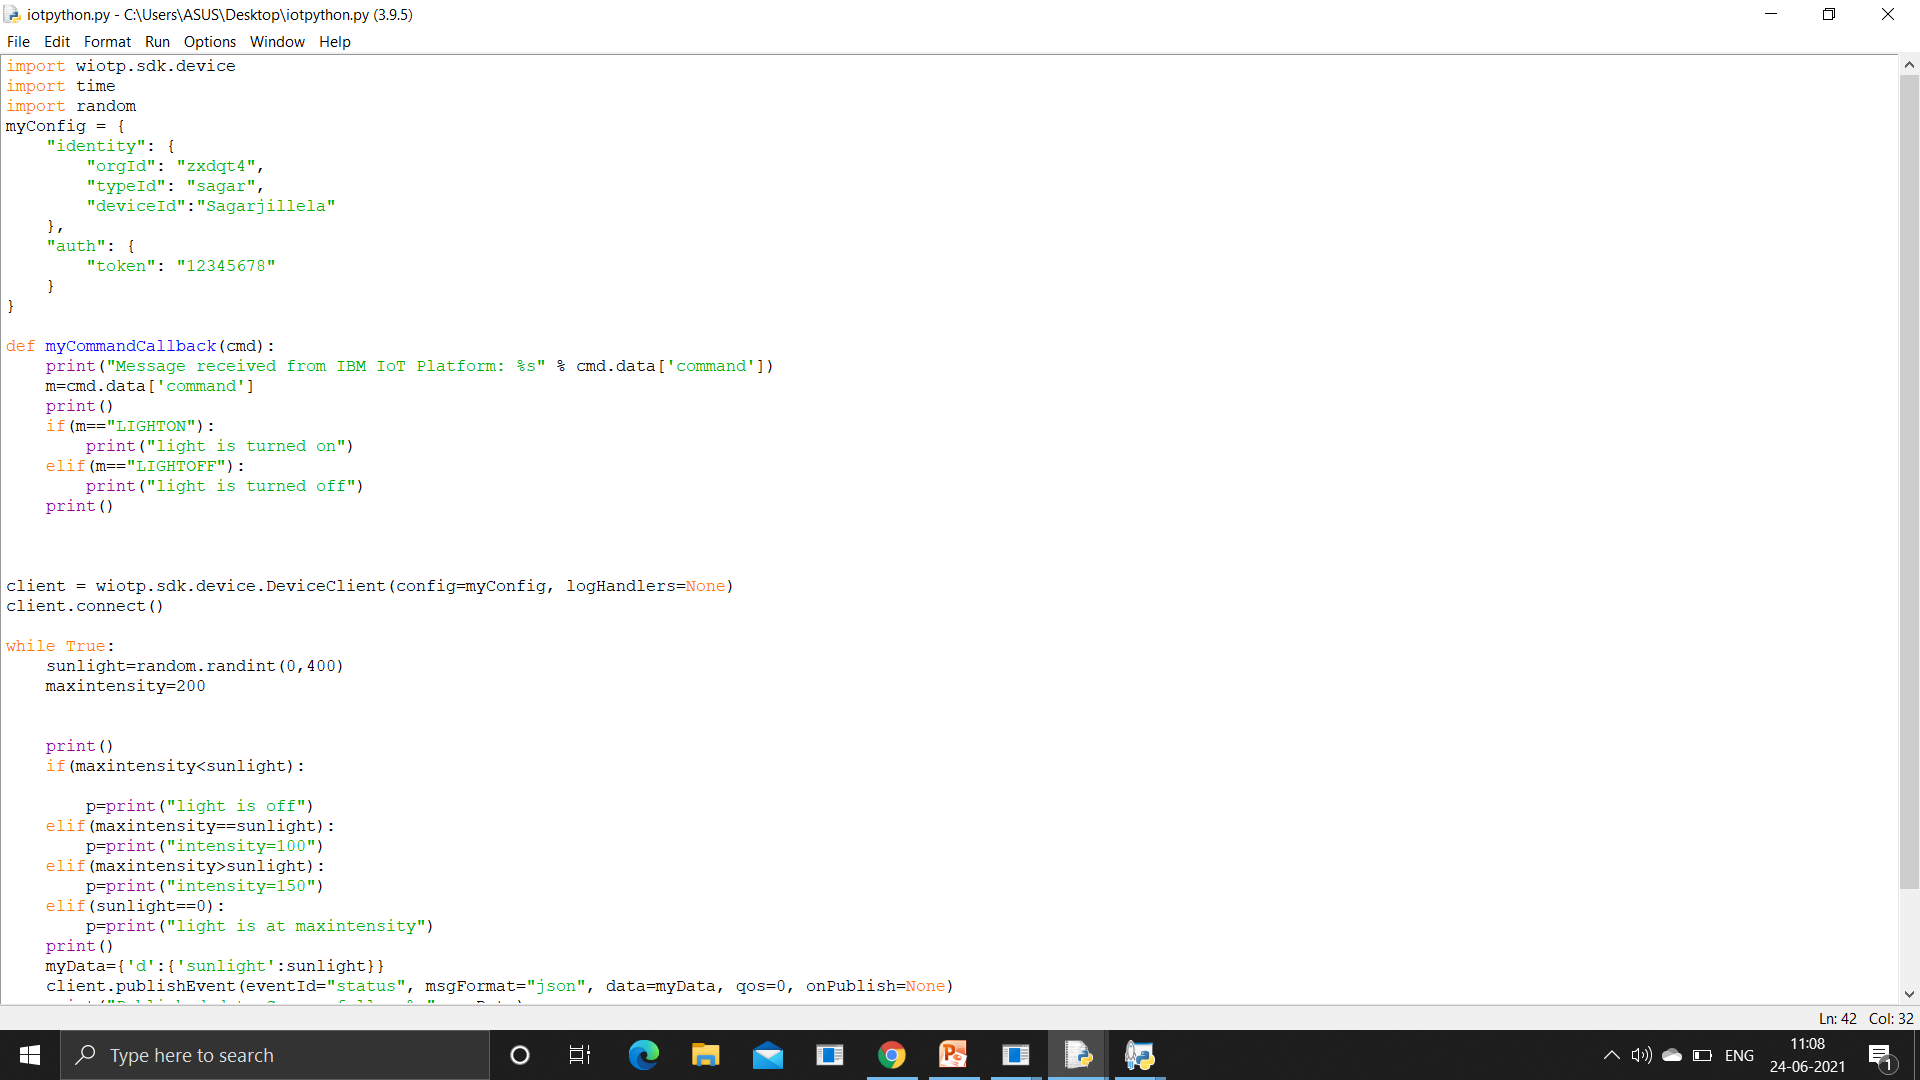 iotpython.py - C:\Users\ASUS\Desktop\iotpython.py (3.9.5)
File Edit Format Run Options Window Help
import wiotp.sdk.device
import time
import random
myConfig = {
    "identity": {
        "orgId": "zxdqt4",
        "typeId": "sagar",
        "deviceId":"Sagarjillela"
    },
    "auth": {
        "token": "12345678"
    }
}
def myCommandCallback(cmd):
    print("Message received from IBM IoT Platform: %s" % cmd.data['command'])
    m=cmd.data['command']
    print()
    if(m=="LIGHTON"):
        print("light is turned on")
    elif(m=="LIGHTOFF"):
        print("light is turned off")
    print()
client = wiotp.sdk.device.DeviceClient(config=myConfig, logHandlers=None)
client.connect()
while True:
    sunlight=random.randint(0,400)
    maxintensity=200
    print()
    if(maxintensity<sunlight):
        p=print("light is off")
    elif(maxintensity==sunlight):
        p=print("intensity=100")
    elif(maxintensity>sunlight):
        p=print("intensity=150")
    elif(sunlight==0):
        p=print("light is at maxintensity")
    print()
    myData={'d':{'sunlight':sunlight}}
    client.publishEvent(eventId="status", msgFormat="json", data=myData, qos=0, onPublish=None)
Ln: 42 Col: 32
Type here to search
ENG
11:08
24-06-2021
1